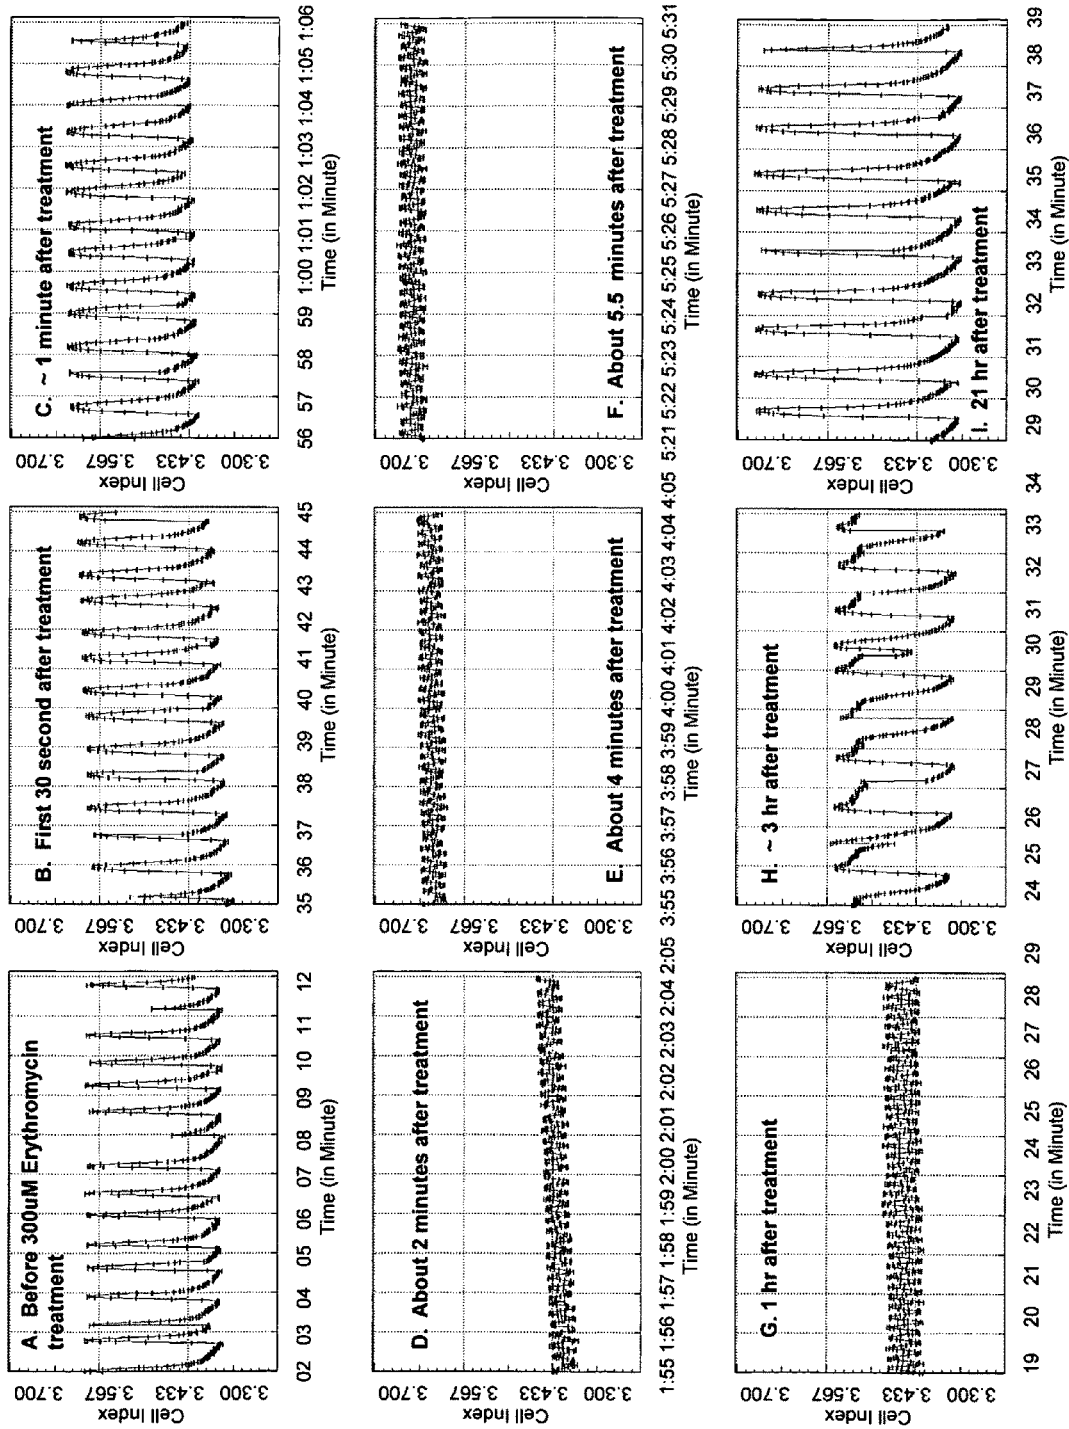 A. Before 300uM Erythromycin
treatment
Cell Index
3.700
3.567
3.433
3.300
02 03 04 05 06 07 08 09 10 11 12
Time (in Minute)
B. First 30 second after treatment
Cell Index
3.700
3.567
3.433
3.300
35 36 37 38 39 40 41 42 43 44 45
Time (in Minute)
C. ~ 1 minute after treatment
Cell Index
3.700
3.567
3.433
3.300
56 57 58 59 1:00 1:01 1:02 1:03 1:04 1:05 1:06
Time (in Minute)
D. About 2 minutes after treatment
Cell Index
3.700
3.567
3.433
3.300
1:55 1:56 1:57 1:58 1:59 2:00 2:01 2:02 2:03 2:04 2:05
Time (in Minute)
E. About 4 minutes after treatment
Cell Index
3.700
3.567
3.433
3.300
3:55 3:56 3:57 3:58 3:59 4:00 4:01 4:02 4:03 4:04 4:05
Time (in Minute)
F. About 5.5 minutes after treatment
Cell Index
3.700
3.567
3.433
3.300
5:21 5:22 5:23 5:24 5:25 5:26 5:27 5:28 5:29 5:30 5:31
Time (in Minute)
G. 1 hr after treatment
Cell Index
3.700
3.567
3.433
3.300
19 20 21 22 23 24 25 26 27 28 29
Time (in Minute)
H. ~ 3 hr after treatment
Cell Index
3.700
3.567
3.433
3.300
24 25 26 27 28 29 30 31 32 33 34
Time (in Minute)
I. 21 hr after treatment
Cell Index
3.700
3.567
3.433
3.300
29 30 31 32 33 34 35 36 37 38 39
Time (in Minute)